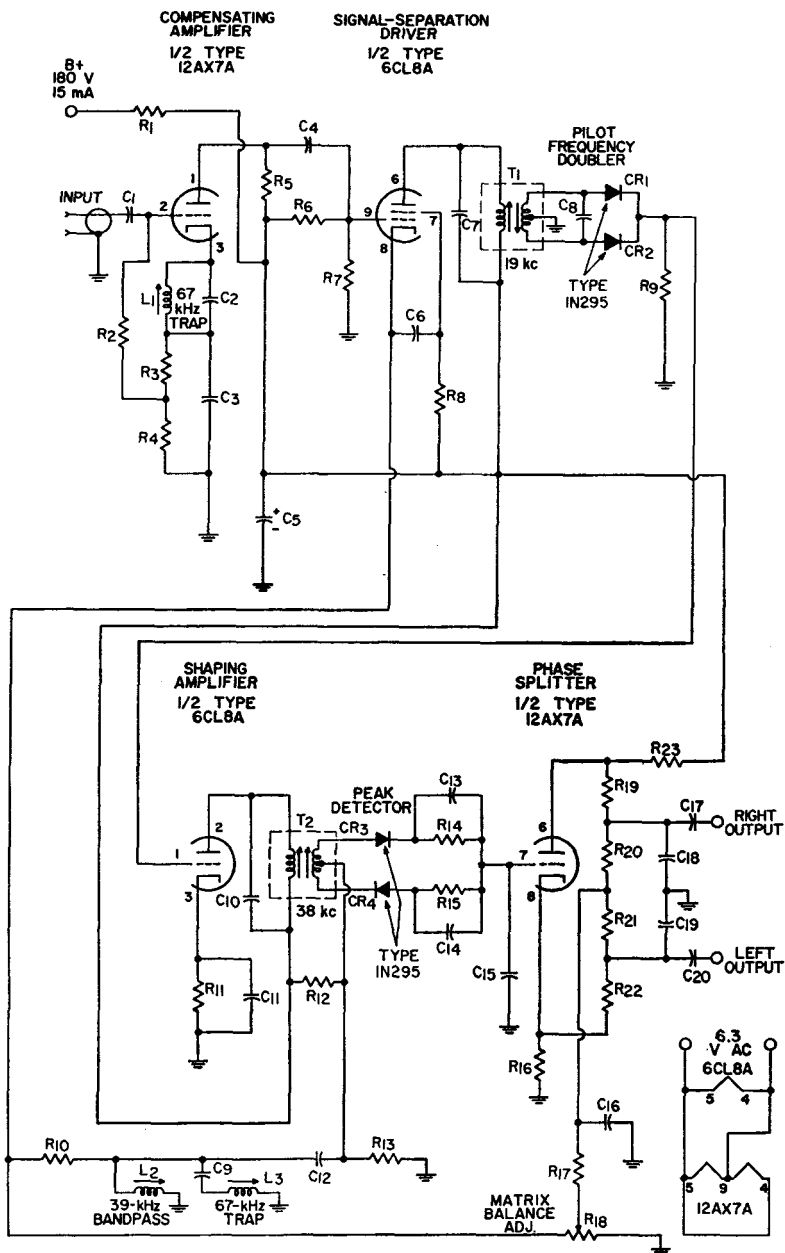 COMPENSATING
AMPLIFIER
1/2 TYPE
12AX7A
SIGNAL-SEPARATION
DRIVER
1/2 TYPE
6CL8A
B+
180 V
15 mA
R1
C4
PILOT
FREQUENCY
DOUBLER
INPUT
C1
1
2
3
R5
R6
6
9
7
8
C7
T1
19 kc
C8
CR1
CR2
TYPE
IN295
R9
L1
67
kHz
TRAP
C2
R2
R3
C3
R4
R7
C6
R8
+
-
C5
SHAPING
AMPLIFIER
1/2 TYPE
6CL8A
PHASE
SPLITTER
1/2 TYPE
12AX7A
R23
PEAK
DETECTOR
C13
R14
2
1
3
C10
T2
38 kc
CR3
CR4
R15
C14
TYPE
IN295
6
7
8
R19
C17
RIGHT
OUTPUT
R20
C18
R21
C19
C20
LEFT
OUTPUT
R22
R11
C11
R12
C15
R16
6.3
V AC
6CL8A
5
4
5
9
4
12AX7A
C16
R10
L2
39-kHz
BANDPASS
C9
L3
67-kHz
TRAP
C12
R13
R17
MATRIX
BALANCE
ADJ.
R18